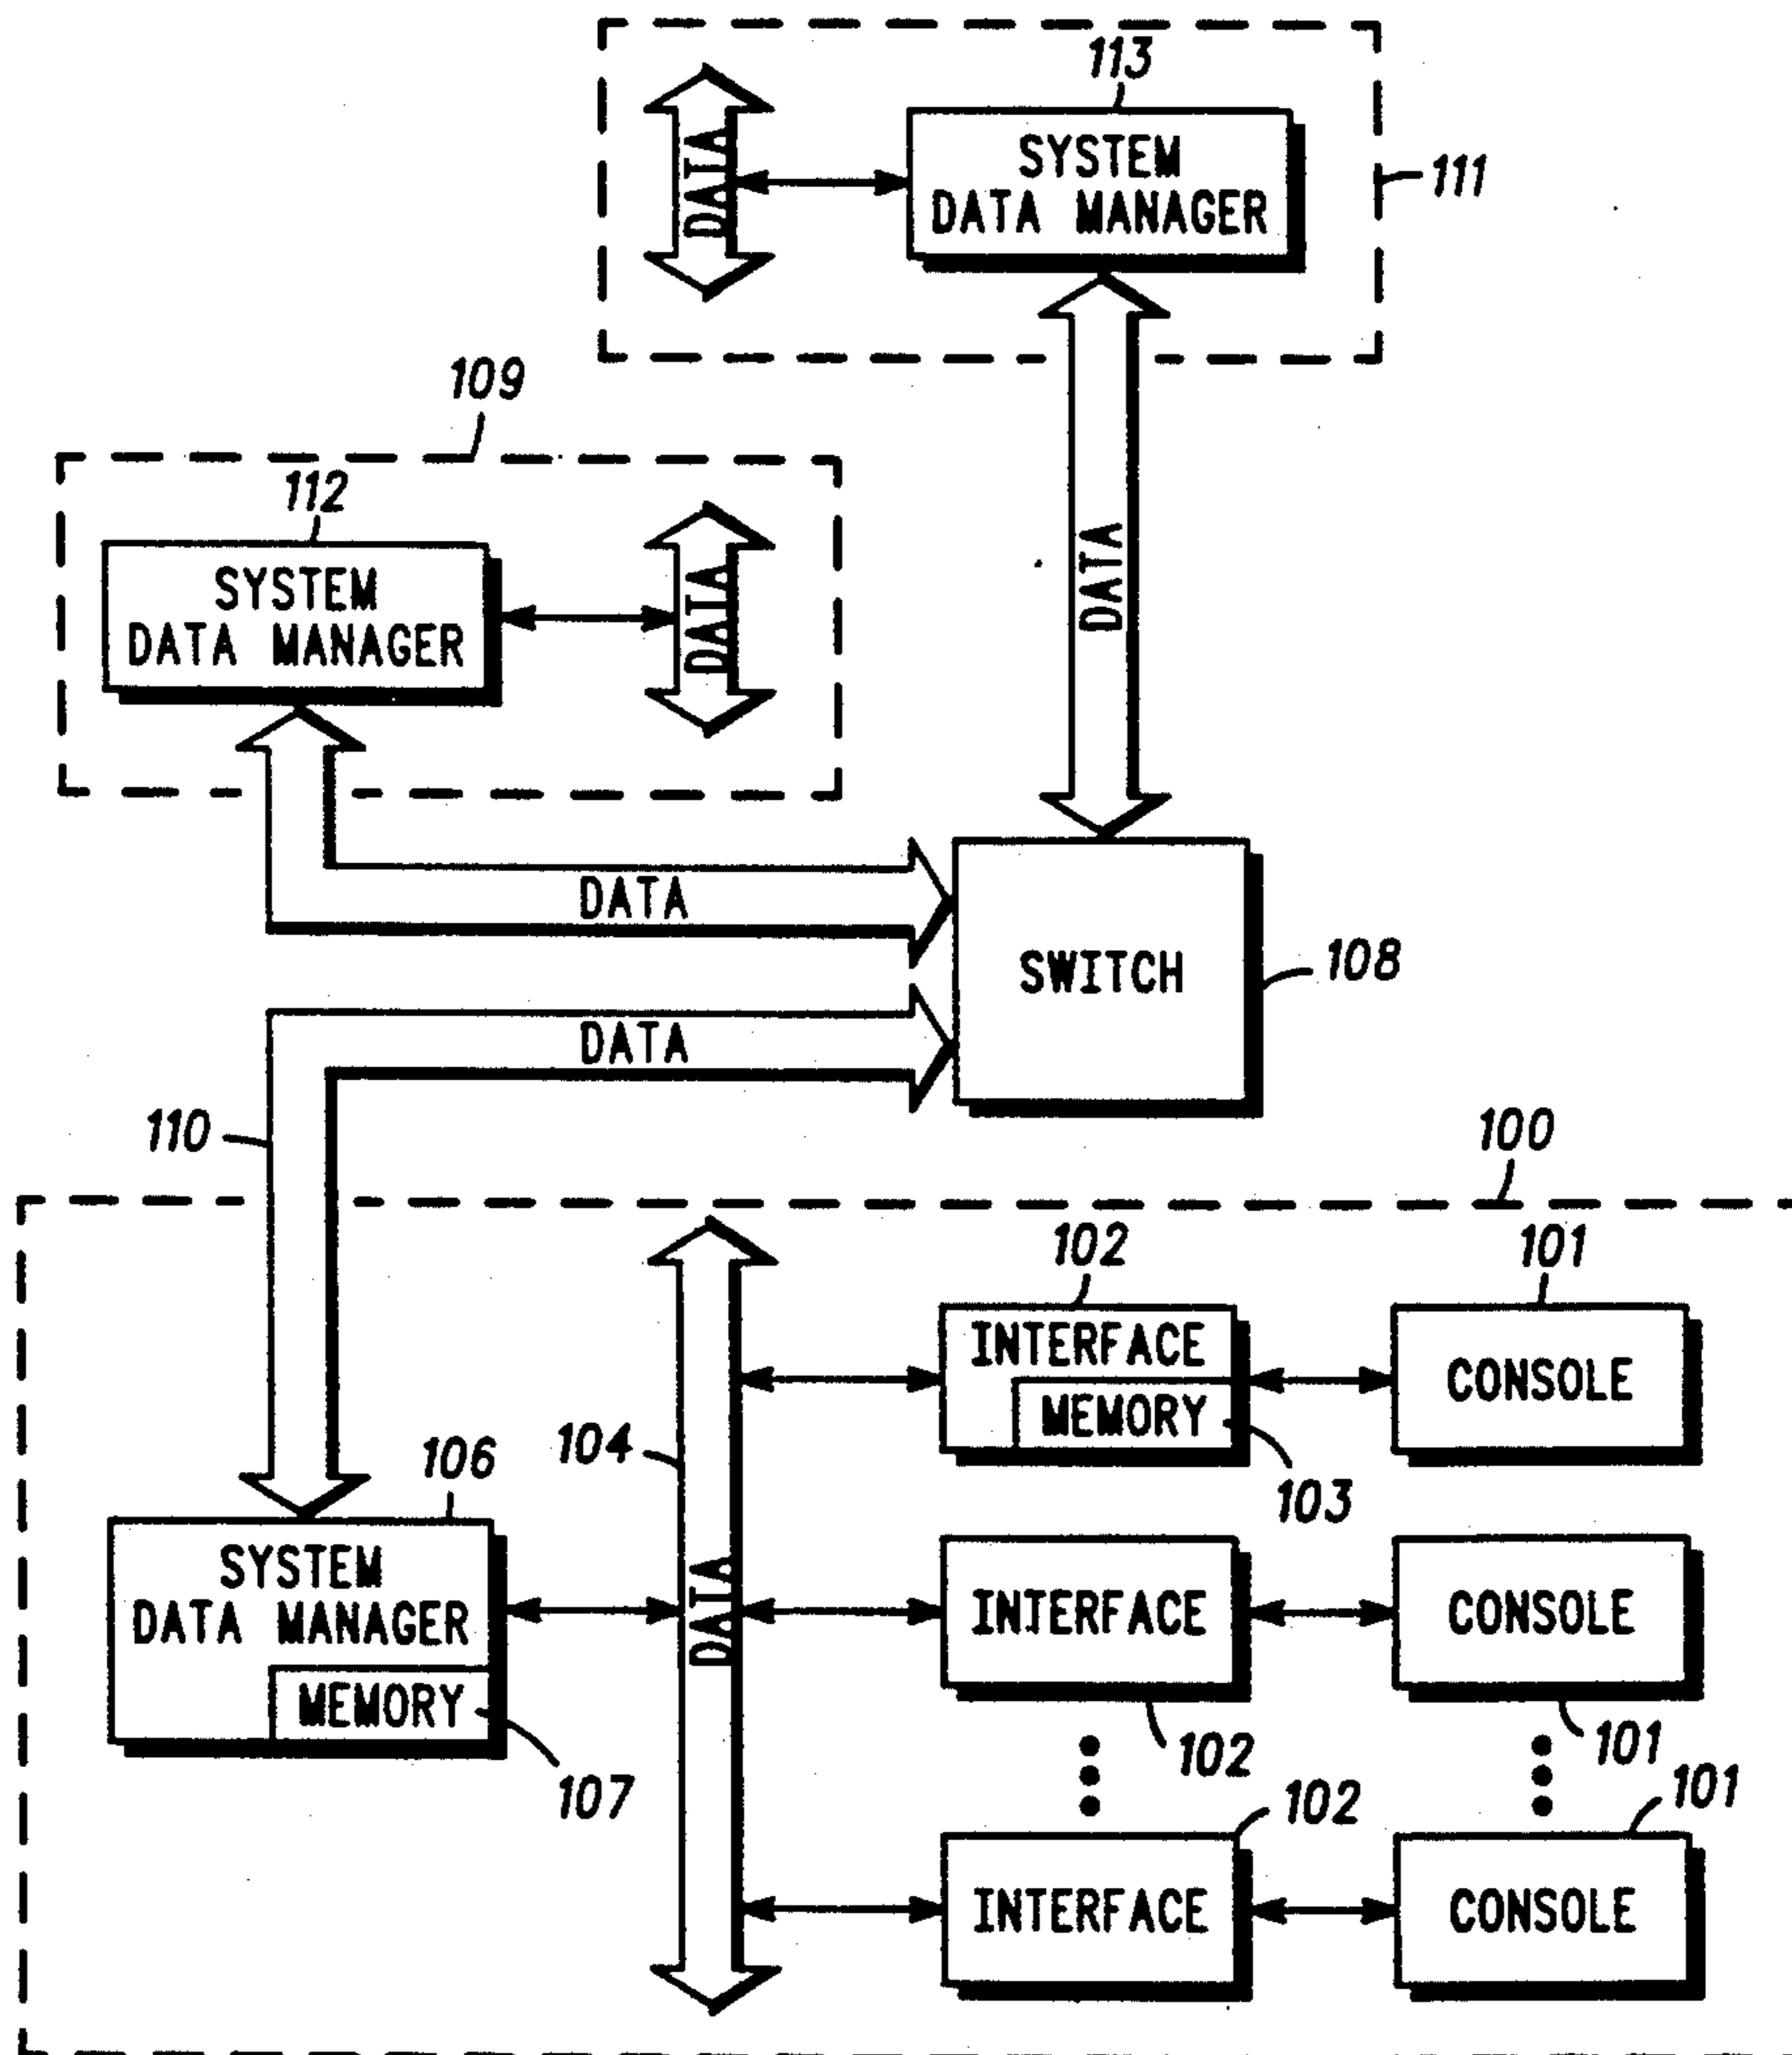 113
SYSTEM
DATA MANAGER
DATA
111
109
112
SYSTEM
DATA MANAGER
DATA
DATA
DATA
SWITCH
108
DATA
110
100
102
101
INTERFACE
MEMORY
CONSOLE
103
104
106
SYSTEM
DATA MANAGER
MEMORY
107
DATA
INTERFACE
CONSOLE
102
101
102
101
INTERFACE
CONSOLE